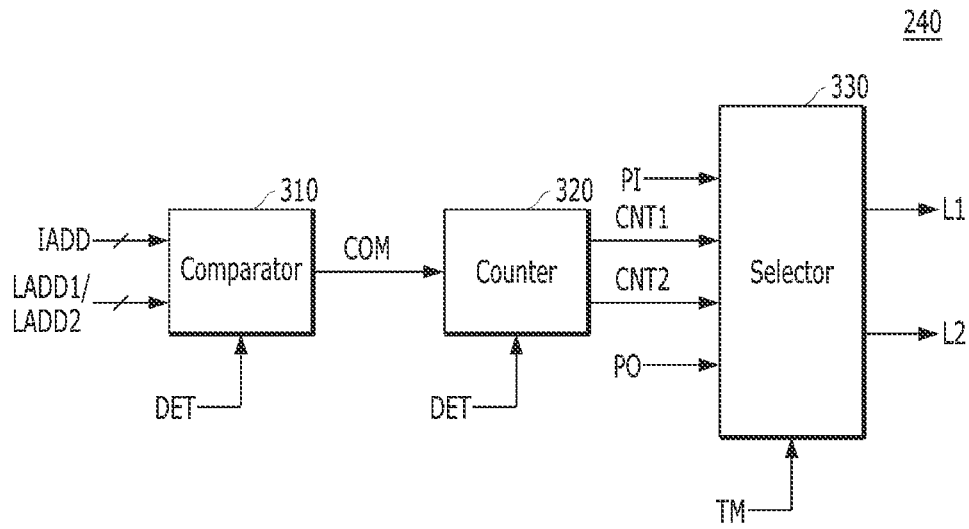 240
330
310
320
PI
CNT1
L1
IADD
Comparator
COM
Counter
CNT2
Selector
LADD1/
LADD2
L2
PO
DET
DET
TM